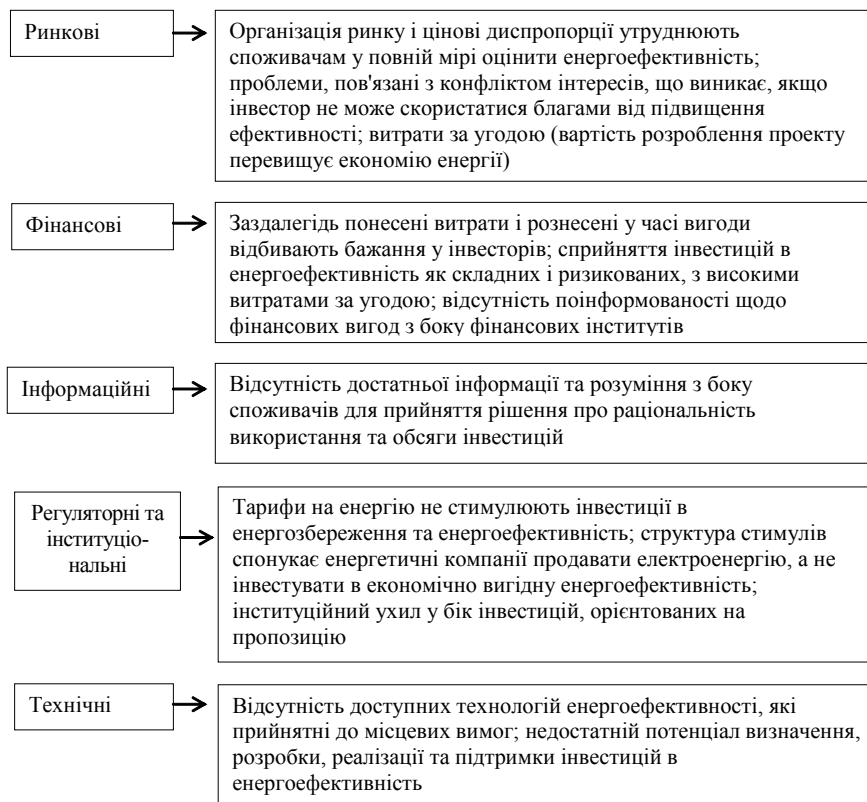 Ринкові
Організація ринку і цінові диспропорції утруднюють
споживачам у повній мірі оцінити енергоефективність;
проблеми, пов'язані з конфліктом інтересів, що виникає, якщо
інвестор не може скористатися благами від підвищення
ефективності; витрати за угодою (вартість розроблення проекту
перевищує економію енергії)
Фінансові
Заздалегідь понесені витрати і рознесені у часі вигоди
відбивають бажання у інвесторів; сприйняття інвестицій в
енергоефективність як складних і ризикованих, з високими
витратами за угодою; відсутність поінформованості щодо
фінансових вигод з боку фінансових інститутів
Інформаційні
Відсутність достатньої інформації та розуміння з боку
споживачів для прийняття рішення про раціональність
використання та обсяги інвестицій
Регуляторні та
інституціо-
нальні
Тарифи на енергію не стимулюють інвестиції в
енергозбереження та енергоефективність; структура стимулів
спонукає енергетичні компанії продавати електроенергію, а не
інвестувати в економічно вигідну енергоефективність;
інституційний ухил у бік інвестицій, орієнтованих на
пропозицію
Технічні
Відсутність доступних технологій енергоефективності, які
прийнятні до місцевих вимог; недостатній потенціал визначення,
розробки, реалізації та підтримки інвестицій в
енергоефективність